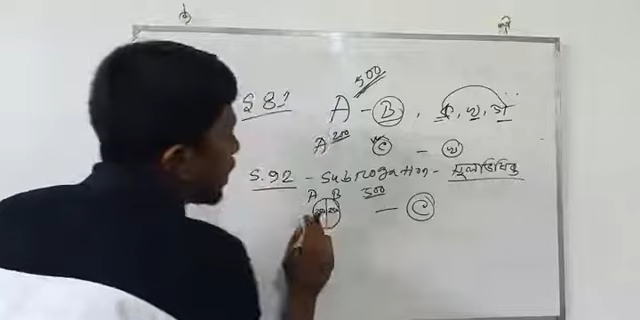 500
S 81 A - B , ক, খ, গ
A 200 C - খ
S. 92 - Subrogation - স্থলাভিষিক্ত
A B 500
- C